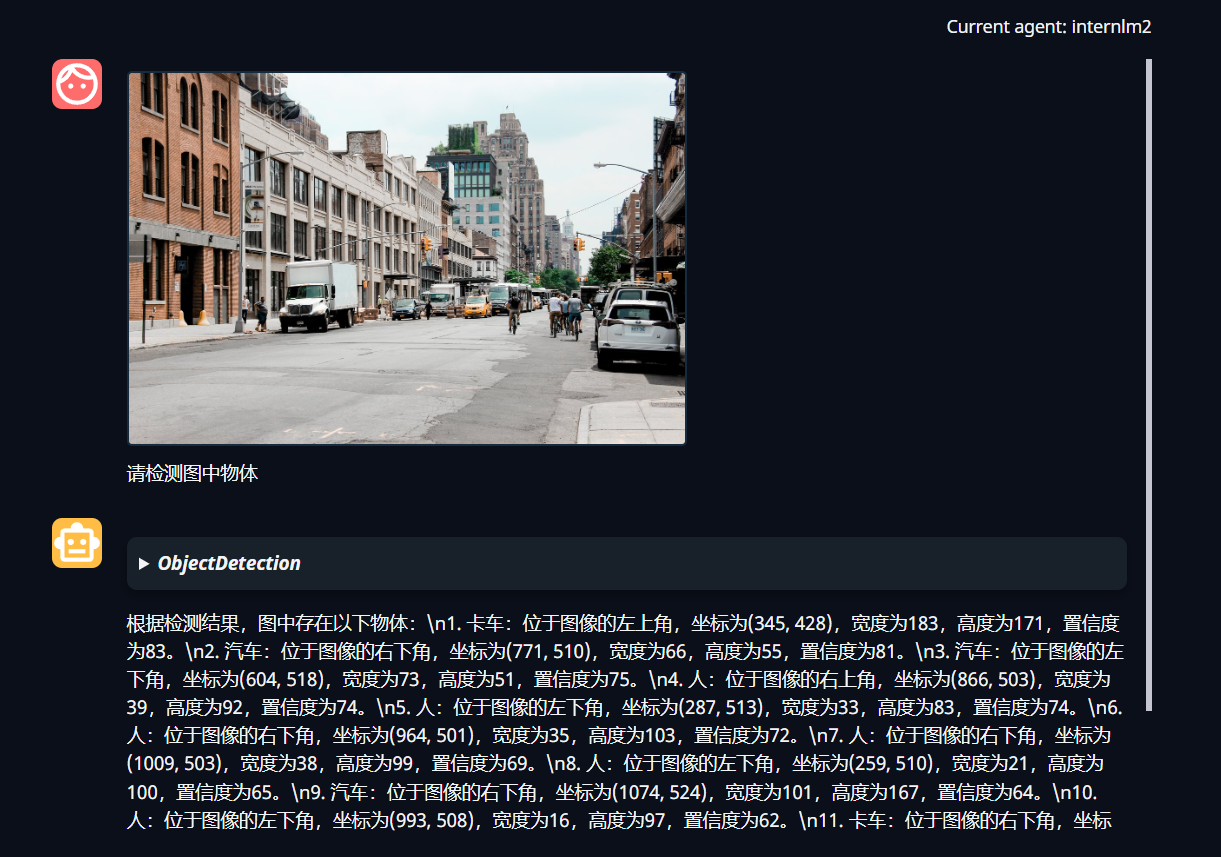 Current agent: internlm2
请检测图中物体
ObjectDetection
根据检测结果，图中存在以下物体：\n1. 卡车：位于图像的左上角，坐标为(345, 428)，宽度为183，高度为171，置信度
为83。\n2. 汽车：位于图像的右下角，坐标为(771, 510)，宽度为66，高度为55，置信度为81。\n3. 汽车：位于图像的左
下角，坐标为(604, 518)，宽度为73，高度为51，置信度为75。\n4. 人：位于图像的右上角，坐标为(866, 503)，宽度为
39，高度为92，置信度为74。\n5. 人：位于图像的左下角，坐标为(287, 513)，宽度为33，高度为83，置信度为74。\n6.
人：位于图像的右下角，坐标为(964, 501)，宽度为35，高度为103，置信度为72。\n7. 人：位于图像的右下角，坐标为
(1009, 503)，宽度为38，高度为99，置信度为69。\n8. 人：位于图像的左下角，坐标为(259, 510)，宽度为21，高度为
100，置信度为65。\n9. 汽车：位于图像的右下角，坐标为(1074, 524)，宽度为101，高度为167，置信度为64。\n10.
人：位于图像的左下角，坐标为(993, 508)，宽度为16，高度为97，置信度为62。\n11. 卡车：位于图像的右下角，坐标